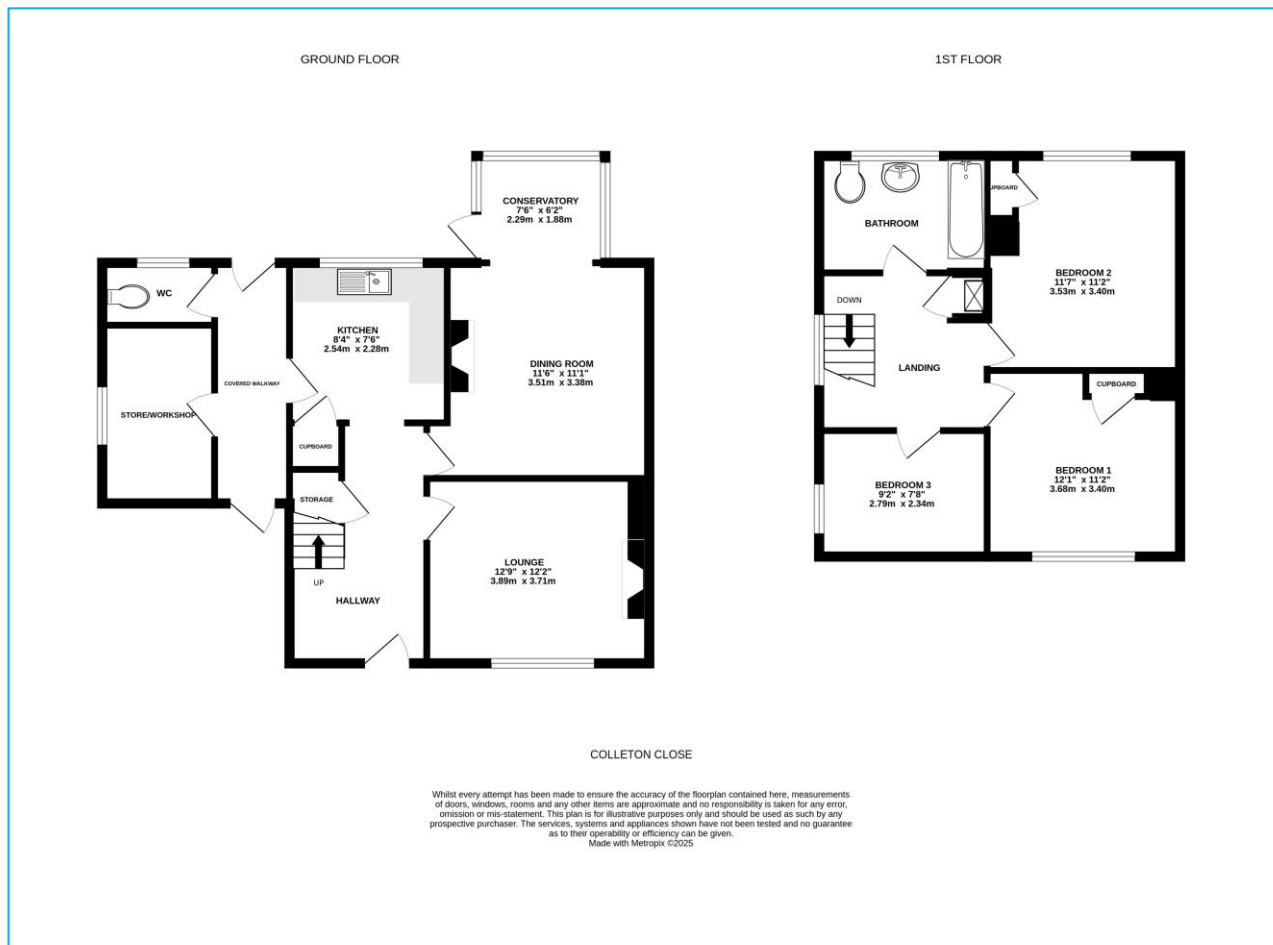 GROUND FLOOR
1ST FLOOR
CONSERVATORY
7'6" x 6'2"
2.29m x 1.88m
WC
KITCHEN
8'4" x 7'6"
2.54m x 2.28m
COVERED WALKWAY
DINING ROOM
11'6" x 11'1"
3.51m x 3.38m
STORE/WORKSHOP
CUPBOARD
STORAGE
UP
HALLWAY
LOUNGE
12'9" x 12'2"
3.89m x 3.71m
UPBOARD
BATHROOM
BEDROOM 2
11'7" x 11'2"
3.53m x 3.40m
DOWN
LANDING
CUPBOARD
BEDROOM 1
12'1" x 11'2"
3.68m x 3.40m
BEDROOM 3
9'2" x 7'8"
2.79m x 2.34m
COLLETON CLOSE
Whilst every attempt has been made to ensure the accuracy of the floorplan contained here, measurements
of doors, windows, rooms and any other items are approximate and no responsibility is taken for any error,
omission or mis-statement. This plan is for illustrative purposes only and should be used as such by any
prospective purchaser. The services, systems and appliances shown have not been tested and no guarantee
as to their operability or efficiency can be given.
Made with Metropix ©2025